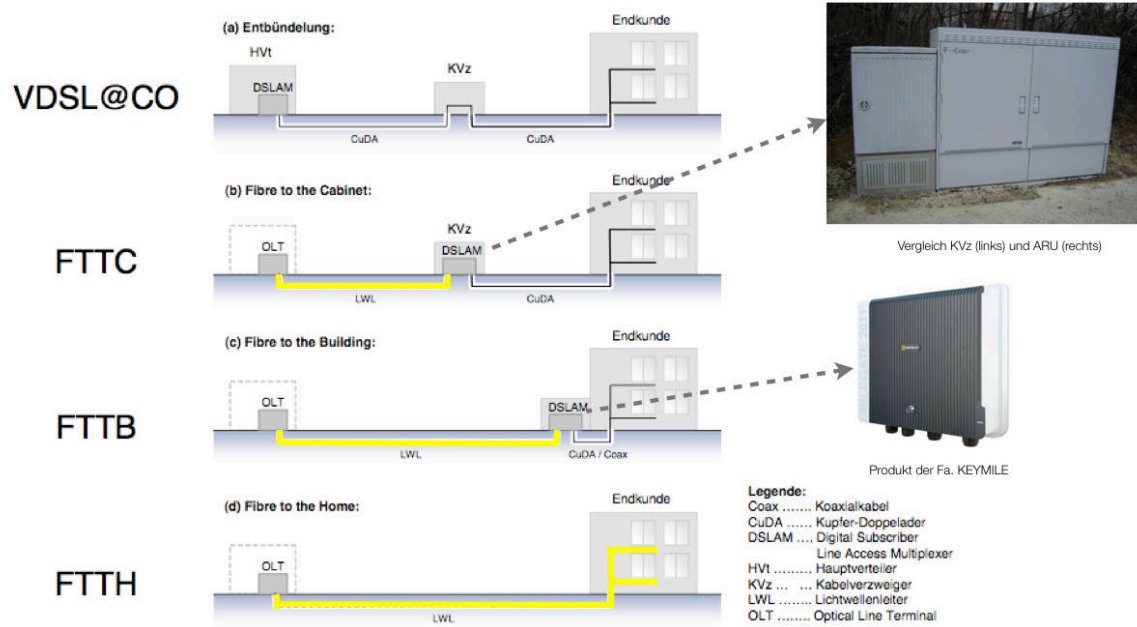 VDSL@CO
(a) Entbündelung:
HVt
DSLAM
KVz
Endkunde
CuDA
CuDA
FTTC
(b) Fibre to the Cabinet:
OLT
KVz
DSLAM
Endkunde
LWL
CuDA
FTTB
(c) Fibre to the Building:
OLT
DSLAM
Endkunde
LWL
CuDA / Coax
FTTH
(d) Fibre to the Home:
OLT
Endkunde
LWL
Vergleich KVz (links) und ARU (rechts)
MILEGATE 2011
Produkt der Fa. KEYMILE
Legende:
Coax ....... Koaxialkabel
CuDA ...... Kupfer-Doppelader
DSLAM .... Digital Subscriber
Line Access Multiplexer
HVt ......... Hauptverteiler
KVz ... ... Kabelverzweiger
LWL ........ Lichtwellenleiter
OLT ........ Optical Line Terminal